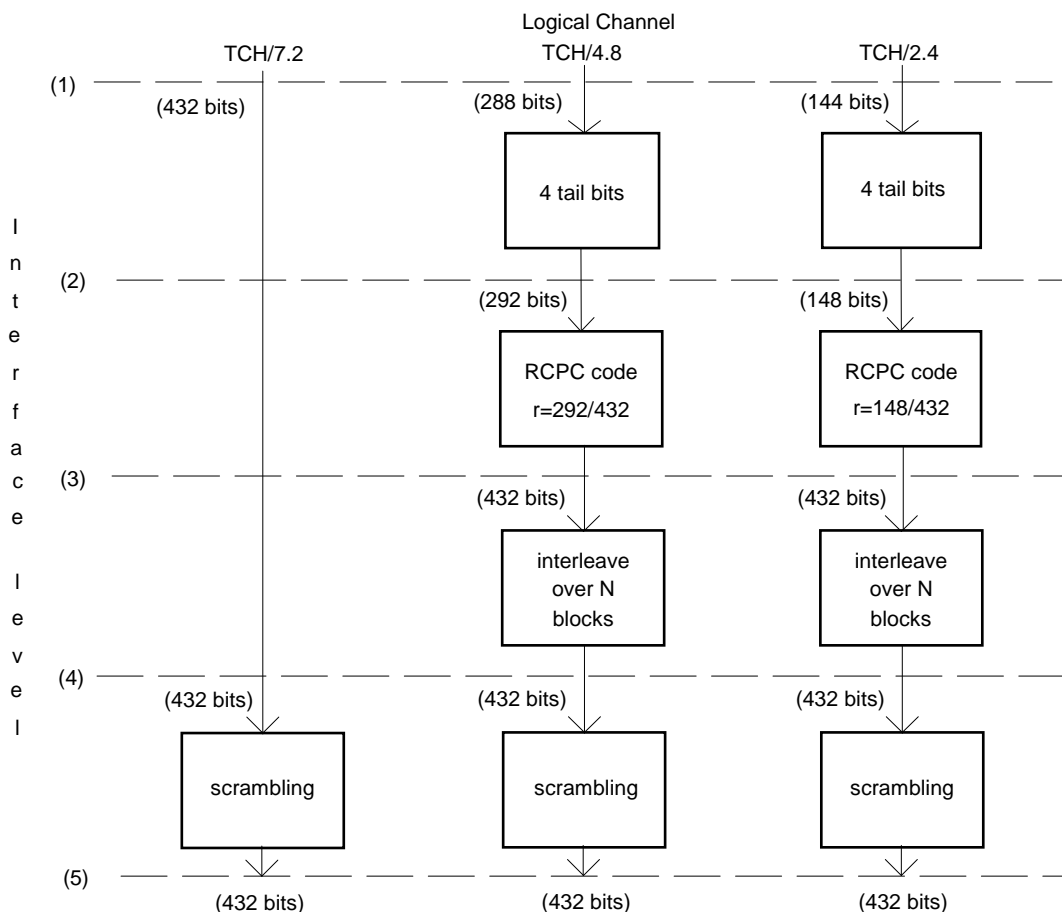 Logical Channel
TCH/7.2 TCH/4.8 TCH/2.4
(1)
(432 bits) (288 bits) (144 bits)
4 tail bits 4 tail bits
(2)
(292 bits) (148 bits)
RCPC code RCPC code
r=292/432 r=148/432
(3)
(432 bits) (432 bits)
interleave interleave
over N over N
blocks blocks
(4)
(432 bits) (432 bits) (432 bits)
scrambling scrambling scrambling
(5)
(432 bits) (432 bits) (432 bits)
Interface level